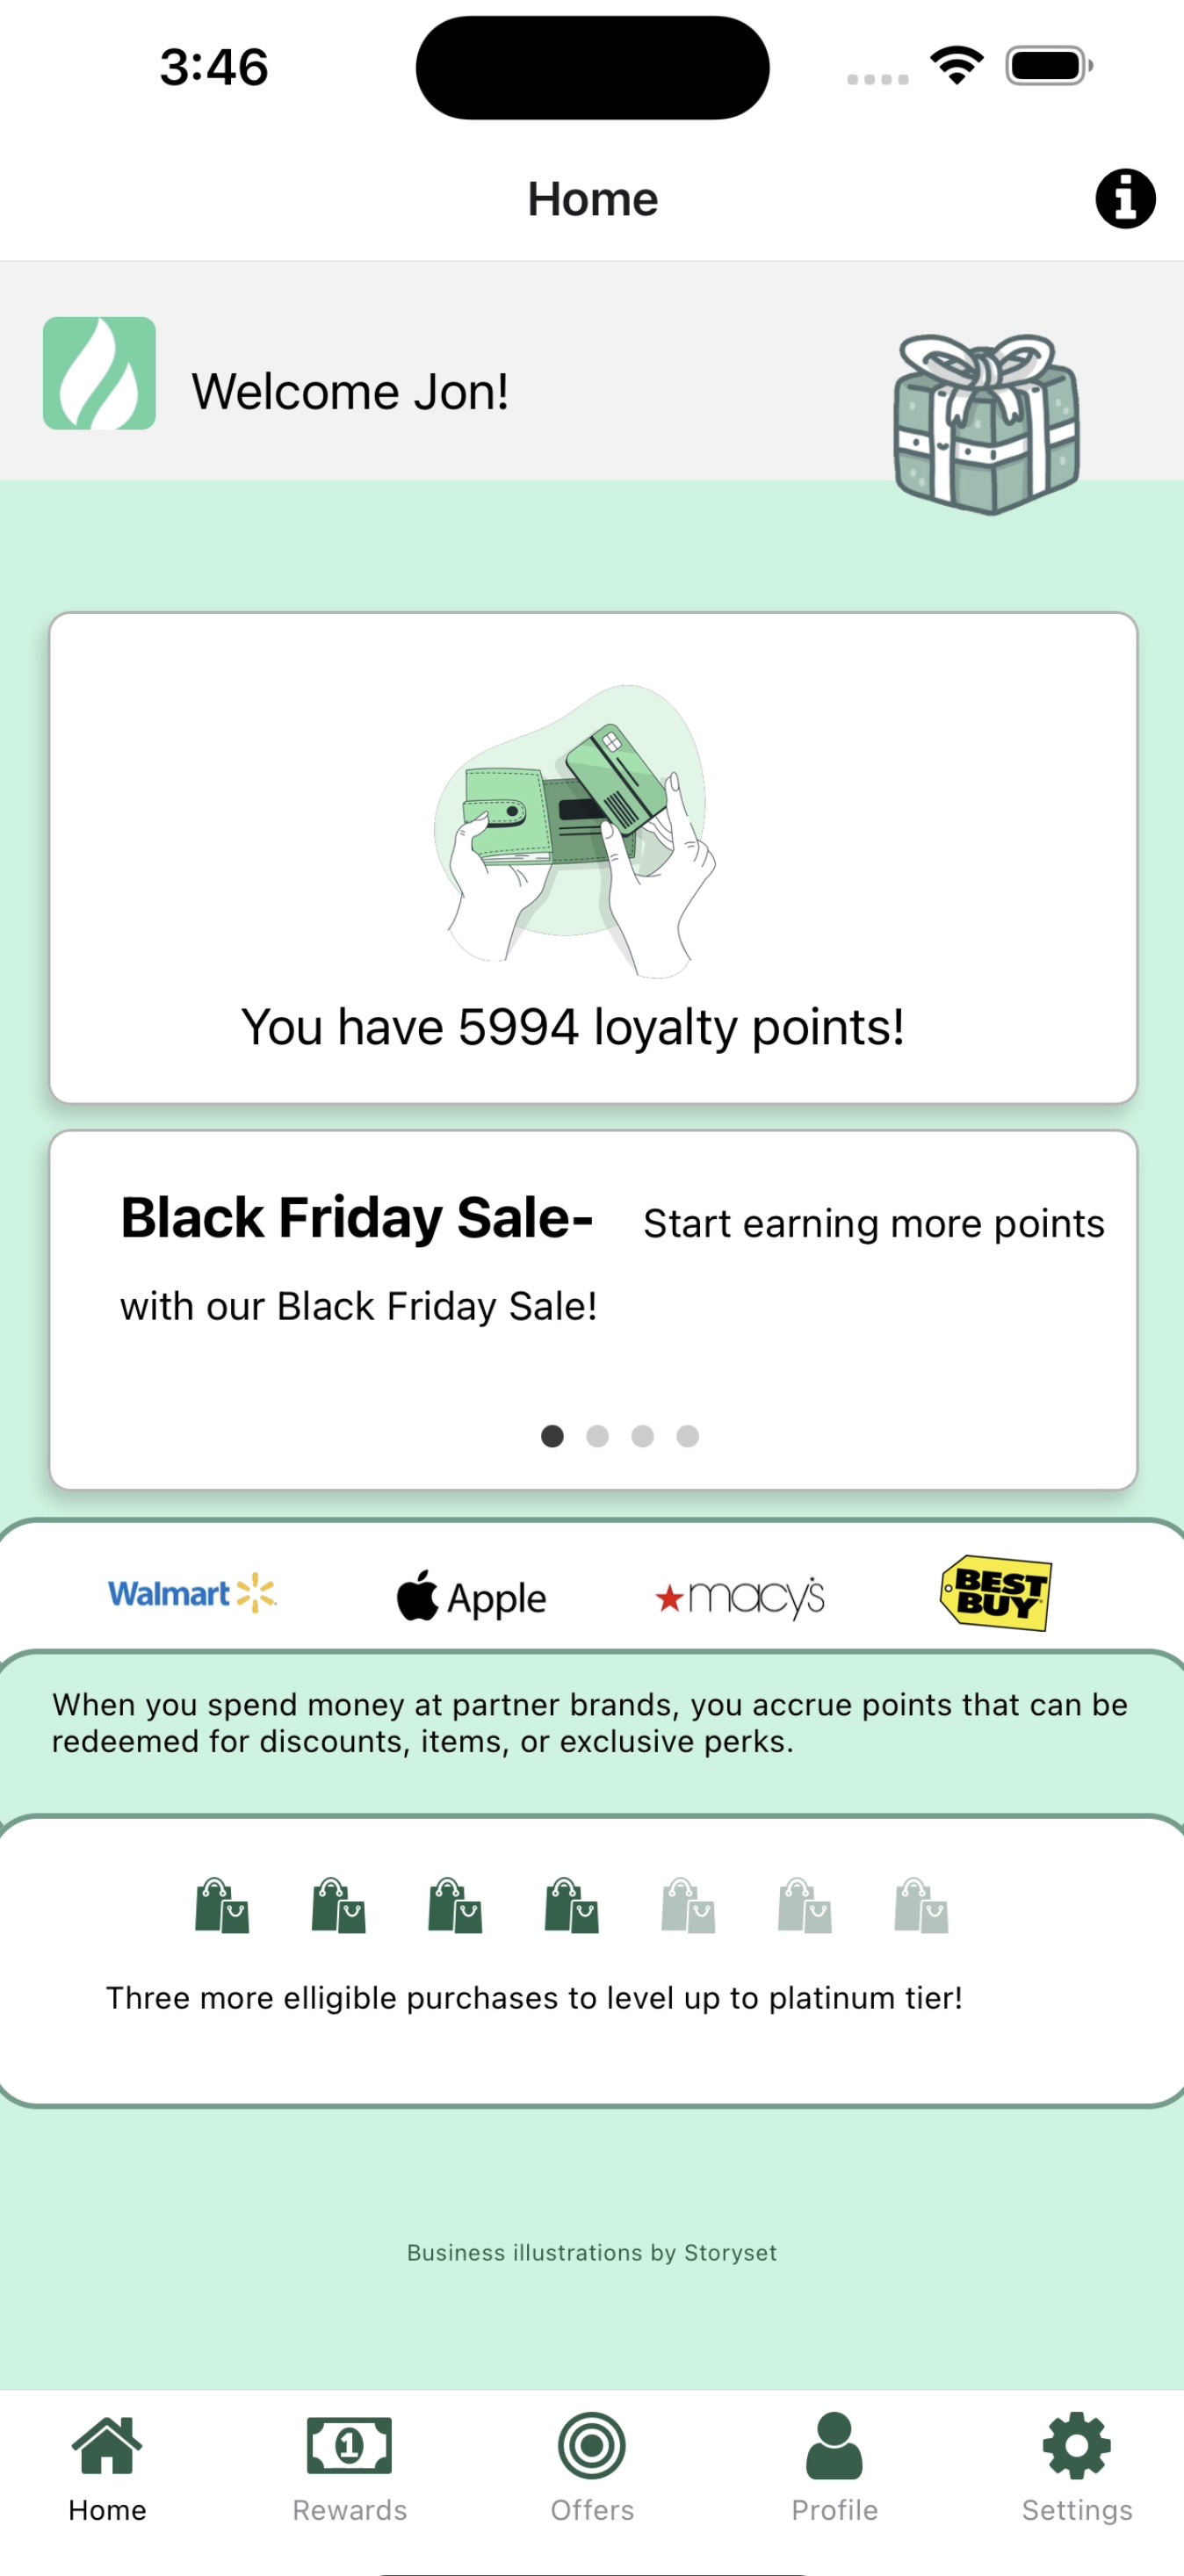 3:46
Home
Welcome Jon!
You have 5994 loyalty points!
Black Friday Sale- Start earning more points
with our Black Friday Sale!
Walmart Apple macy's BEST BUY
When you spend money at partner brands, you accrue points that can be
redeemed for discounts, items, or exclusive perks.
Three more elligible purchases to level up to platinum tier!
Business illustrations by Storyset
1
Home Rewards Offers Profile Settings